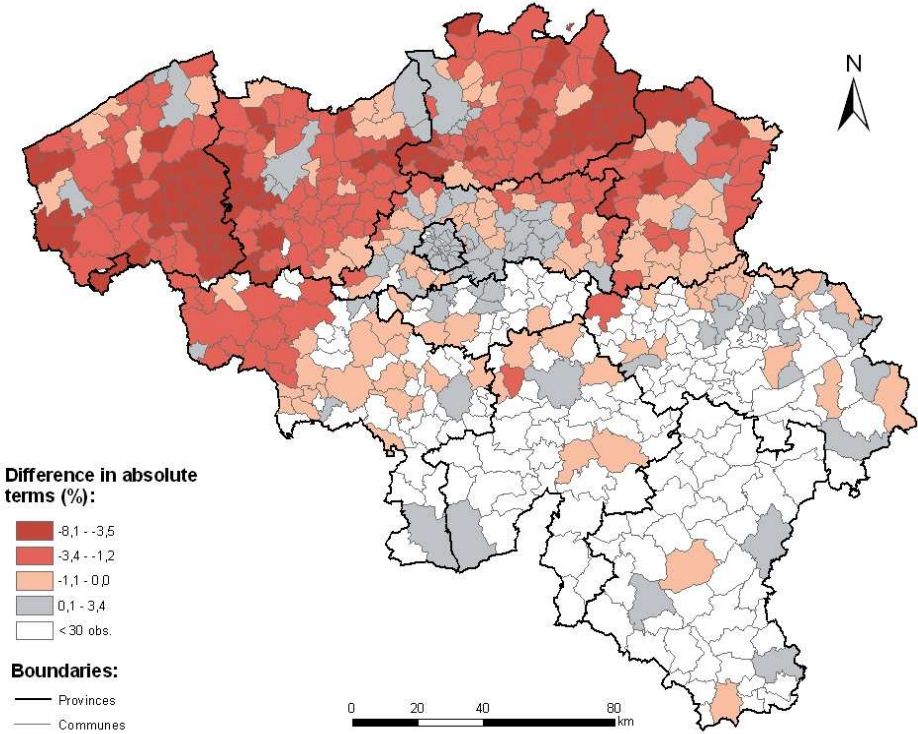 N
Difference in absolute
terms (%):
-8,1 - -3,5
-3,4 - -1,2
-1,1 - 0,0
0,1 - 3,4
< 30 obs.
Boundaries:
Provinces
Communes
0 20 40 80
km